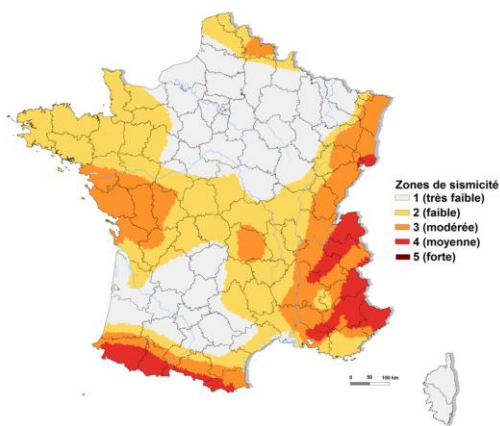 Zones de sismicité
1 (très faible)
2 (faible)
3 (modérée)
4 (moyenne)
5 (forte)
0 50 100 km